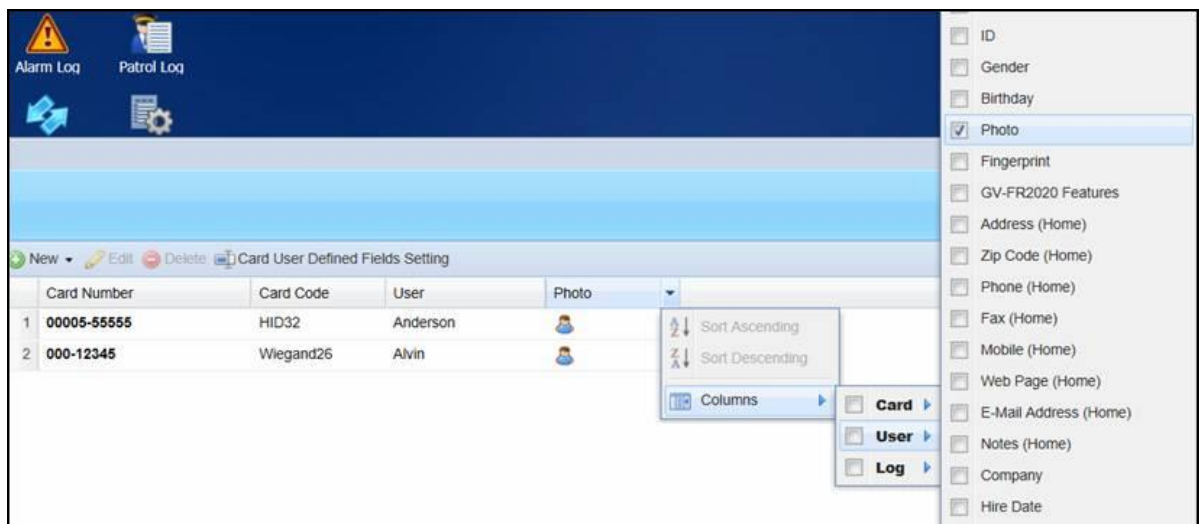 Alarm Log
Patrol Log
New Edit Delete Card User Defined Fields Setting
Card Number Card Code User Photo
1 00005-55555 HID32 Anderson
2 000-12345 Wiegand26 Alvin
Sort Ascending
Sort Descending
Columns
Card
User
Log
ID
Gender
Birthday
Photo
Fingerprint
GV-FR2020 Features
Address (Home)
Zip Code (Home)
Phone (Home)
Fax (Home)
Mobile (Home)
Web Page (Home)
E-Mail Address (Home)
Notes (Home)
Company
Hire Date